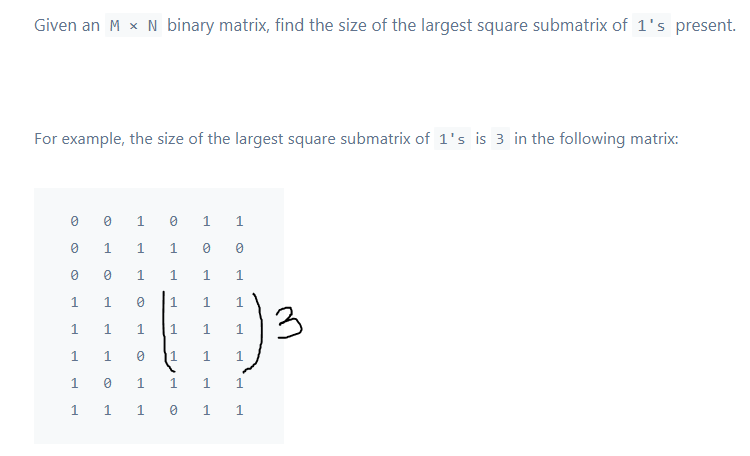 Given an M × N binary matrix, find the size of the largest square submatrix of 1's present.
For example, the size of the largest square submatrix of 1's is 3 in the following matrix:
0 0 1 0 1 1
0 1 1 1 0 0
0 0 1 1 1 1
1 1 0 1 1 1
1 1 1 1 1 1 3
1 1 0 1 1 1
1 0 1 1 1 1
1 1 1 0 1 1